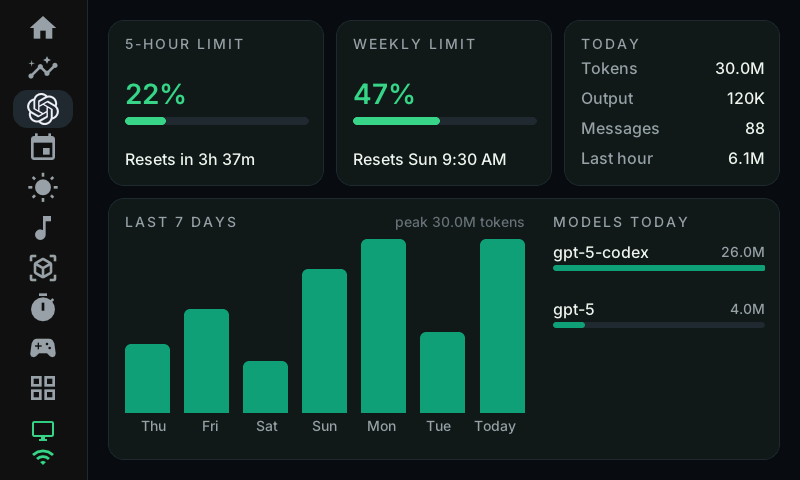 5-HOUR LIMIT
22%
Resets in 3h 37m
WEEKLY LIMIT
47%
Resets Sun 9:30 AM
TODAY
Tokens 30.0M
Output 120K
Messages 88
Last hour 6.1M
LAST 7 DAYS peak 30.0M tokens
Thu Fri Sat Sun Mon Tue Today
MODELS TODAY
gpt-5-codex 26.0M
gpt-5 4.0M